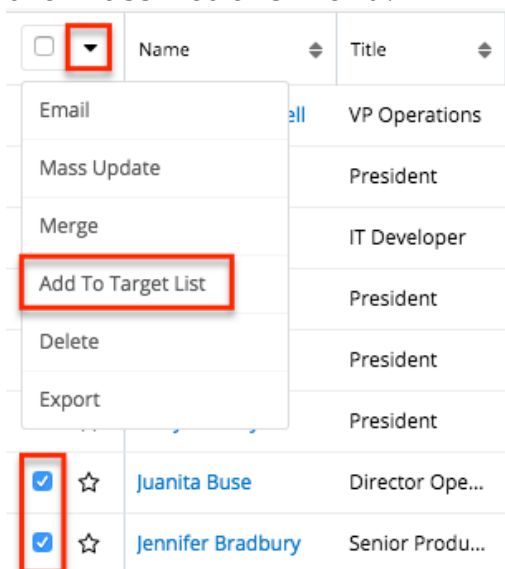 Name Title
Email
ell VP Operations
Mass Update
President
Merge
IT Developer
Add To Target List
President
Delete
President
Export
President
Juanita Buse Director Ope...
Jennifer Bradbury Senior Produ...